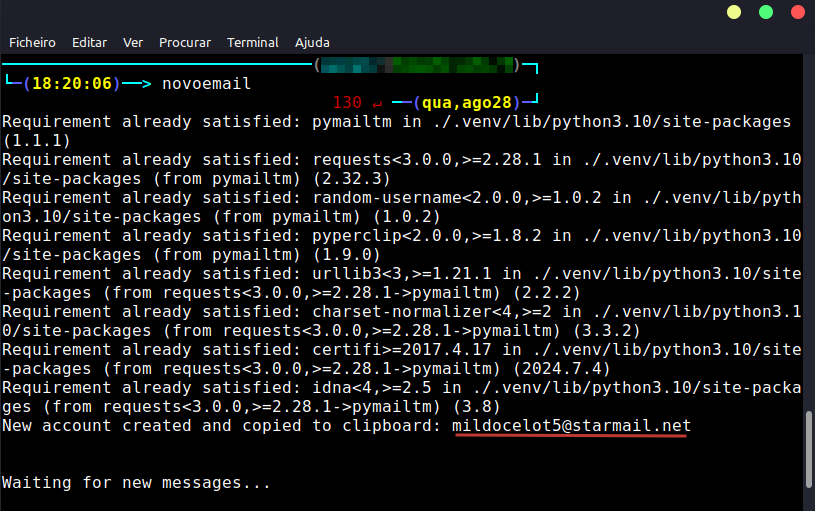 Ficheiro Editar Ver Procurar Terminal Ajuda
(18:20:06)──> novoemail
130 ↵ ─(qua,ago28)─
Requirement already satisfied: pymailtm in ./.venv/lib/python3.10/site-packages
(1.1.1)
Requirement already satisfied: requests<3.0.0,>=2.28.1 in ./.venv/lib/python3.10
/site-packages (from pymailtm) (2.32.3)
Requirement already satisfied: random-username<2.0.0,>=1.0.2 in ./.venv/lib/pyth
on3.10/site-packages (from pymailtm) (1.0.2)
Requirement already satisfied: pyperclip<2.0.0,>=1.8.2 in ./.venv/lib/python3.10
/site-packages (from pymailtm) (1.9.0)
Requirement already satisfied: urllib3<3,>=1.21.1 in ./.venv/lib/python3.10/site
-packages (from requests<3.0.0,>=2.28.1->pymailtm) (2.2.2)
Requirement already satisfied: charset-normalizer<4,>=2 in ./.venv/lib/python3.1
0/site-packages (from requests<3.0.0,>=2.28.1->pymailtm) (3.3.2)
Requirement already satisfied: certifi>=2017.4.17 in ./.venv/lib/python3.10/site
-packages (from requests<3.0.0,>=2.28.1->pymailtm) (2024.7.4)
Requirement already satisfied: idna<4,>=2.5 in ./.venv/lib/python3.10/site-packa
ges (from requests<3.0.0,>=2.28.1->pymailtm) (3.8)
New account created and copied to clipboard: mildocelot5@starmail.net
Waiting for new messages...